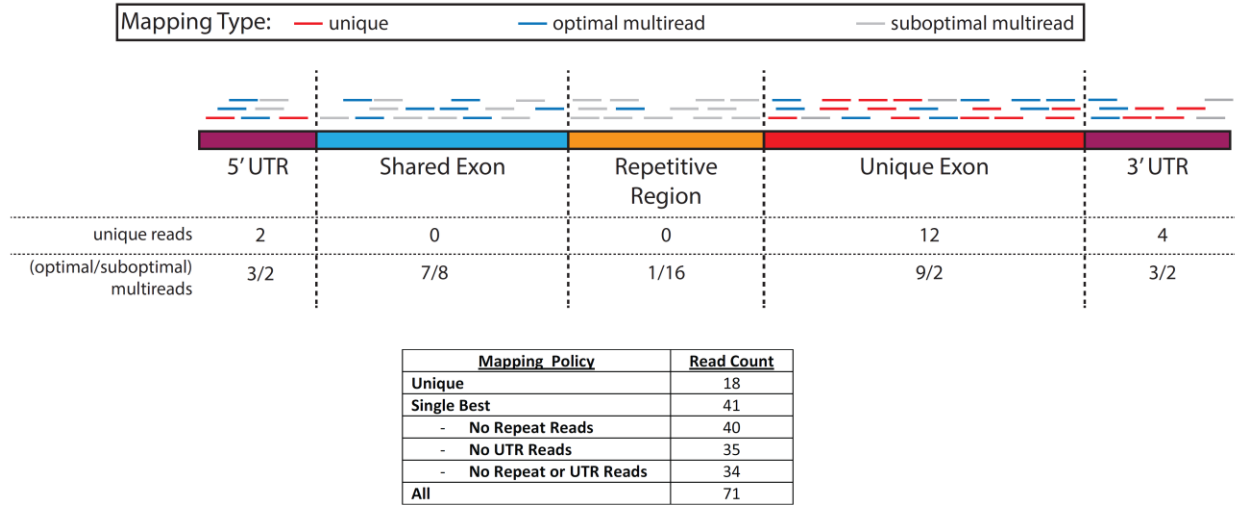 Mapping Type: unique optimal multiread suboptimal multiread
5' UTR Shared Exon Repetitive Region Unique Exon 3' UTR
unique reads 2 0 0 12 4
(optimal/suboptimal) multireads 3/2 7/8 1/16 9/2 3/2
Mapping Policy Read Count
Unique 18
Single Best 41
- No Repeat Reads 40
- No UTR Reads 35
- No Repeat or UTR Reads 34
All 71